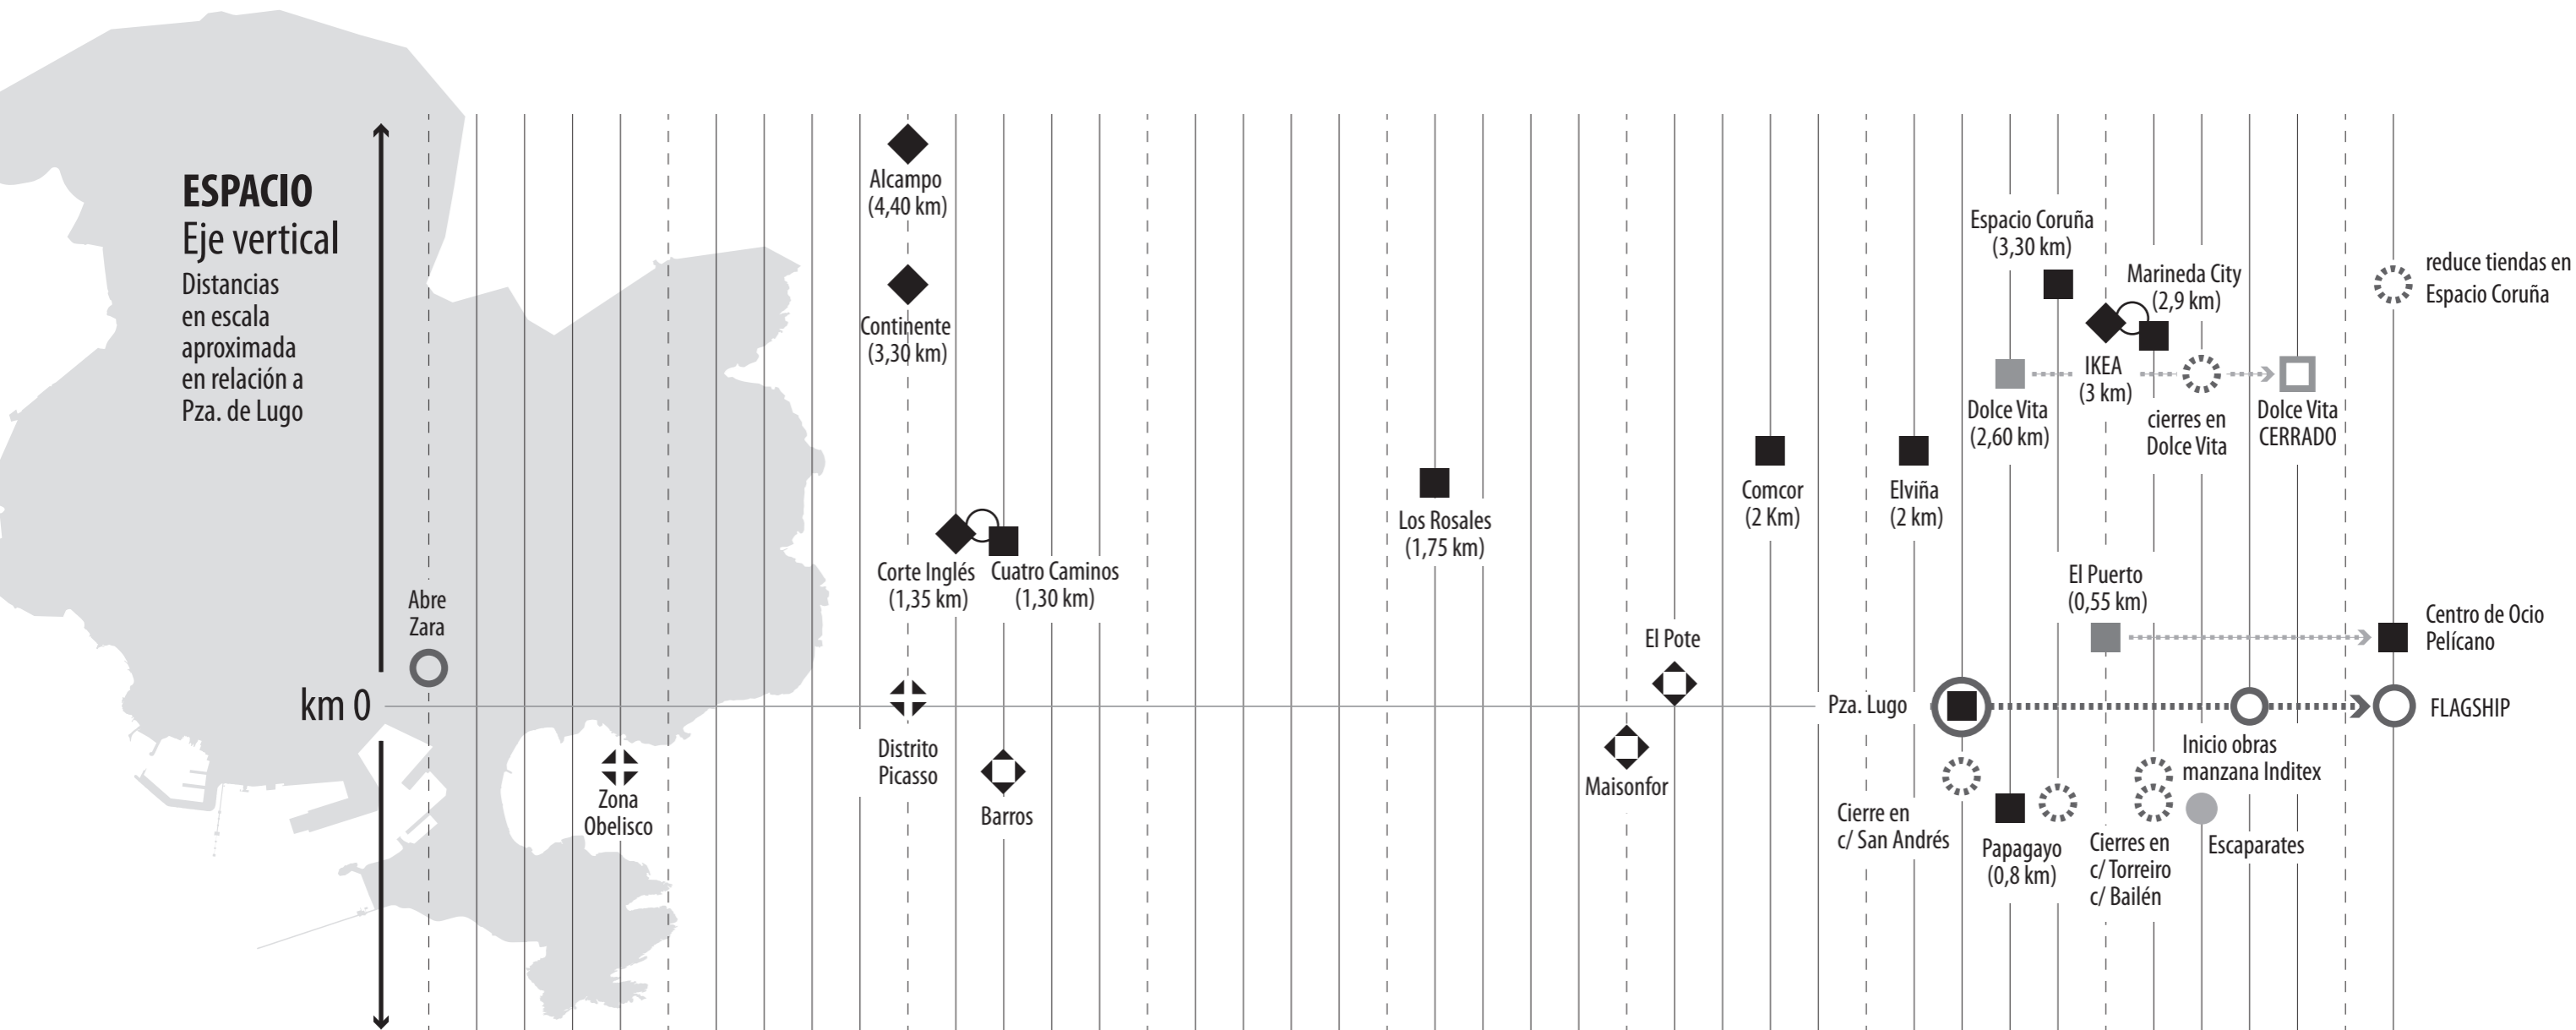 ESPACIO
Eje vertical
Distancias
en escala
aproximada
en relación a
Pza. de Lugo
km 0
Abre
Zara
Zona
Obelisco
Alcampo
(4,40 km)
Continente
(3,30 km)
Corte Inglés
(1,35 km)
Cuatro Caminos
(1,30 km)
Distrito
Picasso
Barros
Los Rosales
(1,75 km)
El Pote
Maisonfor
Comcor
(2 Km)
Elviña
(2 km)
Espacio Coruña
(3,30 km)
Marineda City
(2,9 km)
IKEA
(3 km)
Dolce Vita
(2,60 km)
cierres en
Dolce Vita
Dolce Vita
CERRADO
reduce tiendas en
Espacio Coruña
El Puerto
(0,55 km)
Centro de Ocio
Pelícano
Pza. Lugo
FLAGSHIP
Inicio obras
manzana Inditex
Cierre en
c/ San Andrés
Papagayo
(0,8 km)
Cierres en
c/ Torreiro
c/ Bailén
Escaparates